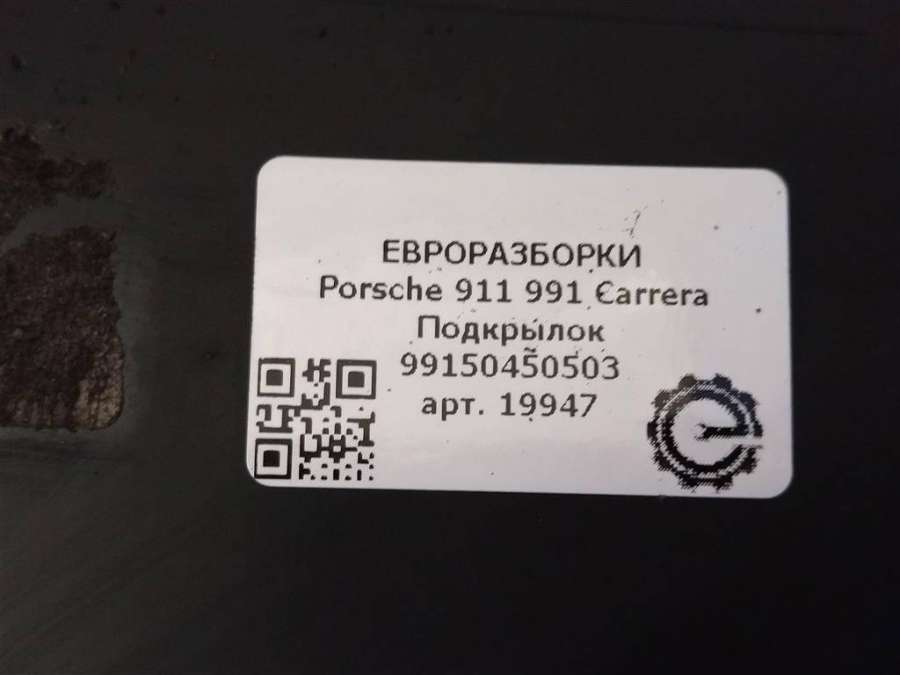 ЕВРОРАЗБОРКИ
Porsche 911 991 Carrera
Подкрылок
99150450503
арт. 19947